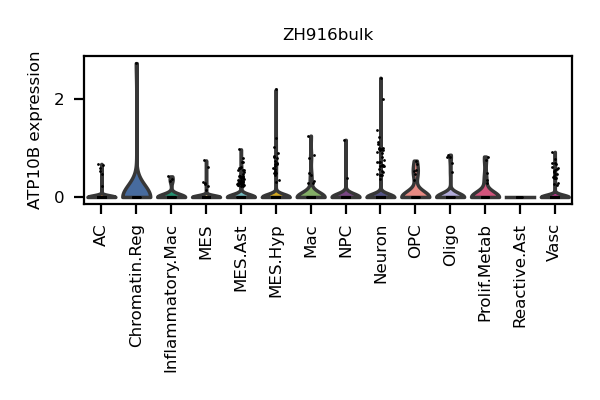 ZH916bulk
ATP10B expression
2
0
AC
Chromatin.Reg
Inflammatory.Mac
MES
MES.Ast
MES.Hyp
Mac
NPC
Neuron
OPC
Oligo
Prolif.Metab
Reactive.Ast
Vasc